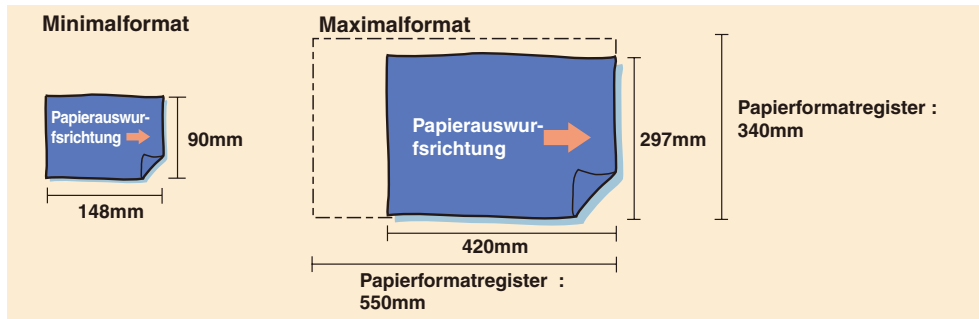 Minimalformat
Papierauswur-
fsrichtung
90mm
148mm
Maximalformat
Papierauswur-
fsrichtung
297mm
420mm
Papierformatregister :
340mm
Papierformatregister :
550mm